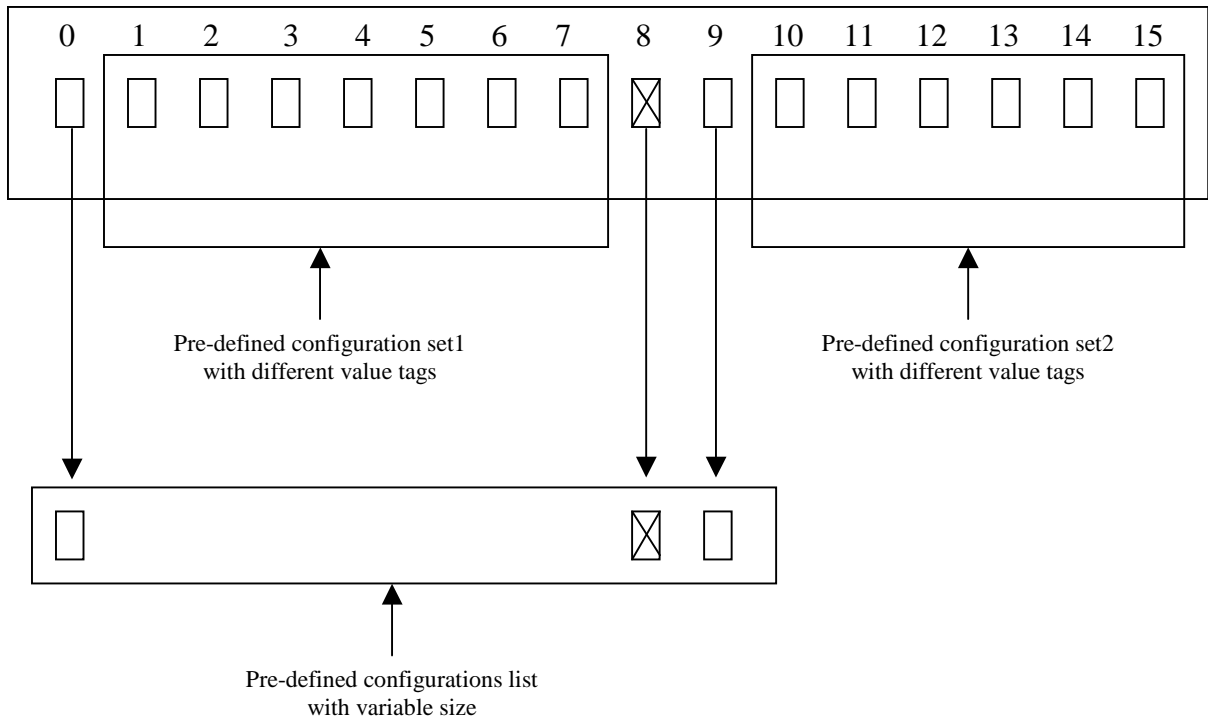 0 1 2 3 4 5 6 7 8 9 10 11 12 13 14 15
Pre-defined configuration set1
with different value tags
Pre-defined configuration set2
with different value tags
Pre-defined configurations list
with variable size